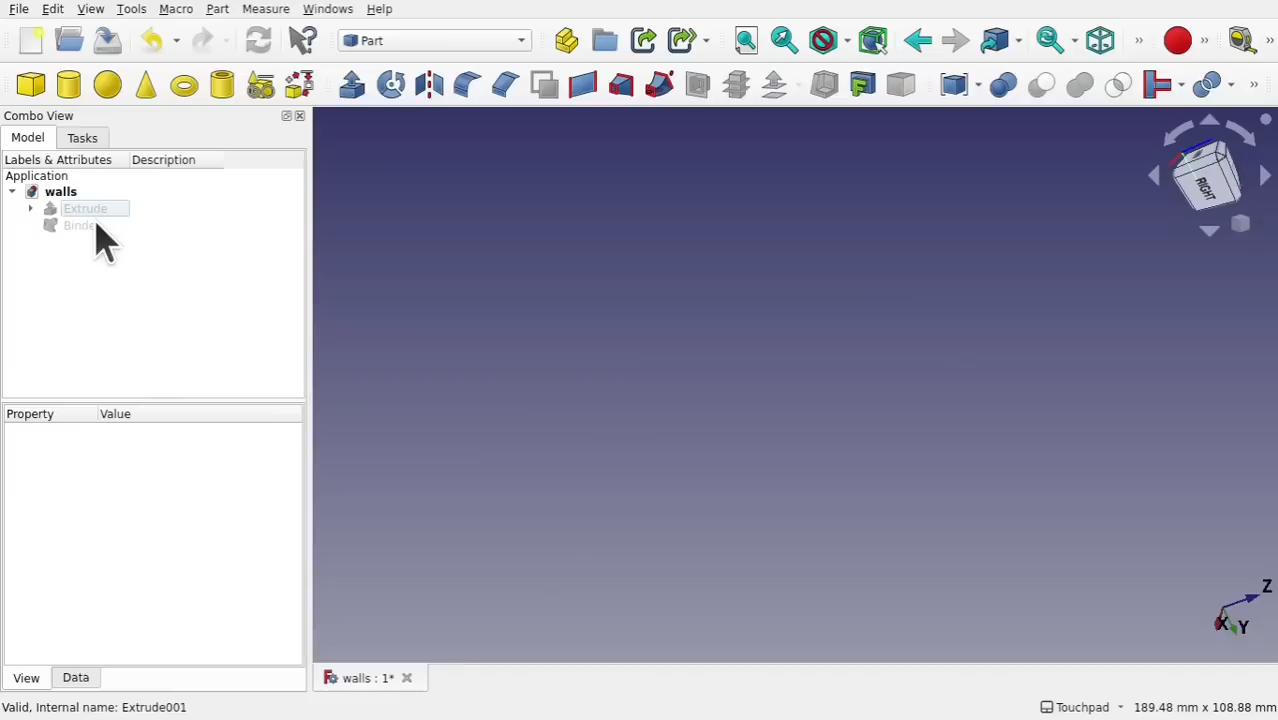 File Edit View Tools Macro Part Measure Windows Help
Part
Combo View
Model Tasks
Labels & Attributes Description
Application
walls
Extrude
Property Value
RIGHT
Z
X Y
View Data
walls : 1*
Valid, Internal name: Extrude001 Touchpad 189.48 mm x 108.88 mm